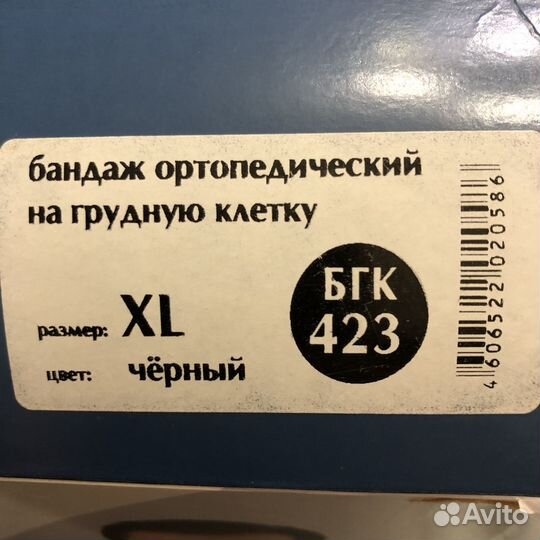 бандаж ортопедический
на грудную клетку
размер: XL
цвет: чёрный
БГК
423
4606522020586
Avito